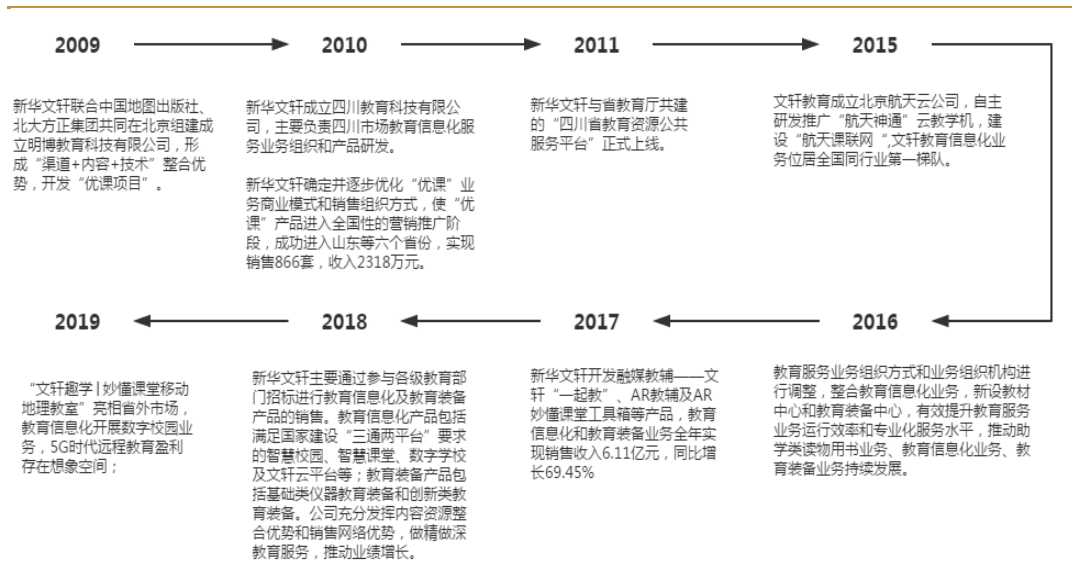 2009
新华文轩联合中国地图出版社、
北大方正集团共同在北京组建成
立明博教育科技有限公司，形
成“渠道+内容+技术”整合优
势，开发“优课项目”。
2010
新华文轩成立四川教育科技有限公
司，主要负责四川市场教育信息化服
务业务组织和产品研发。
新华文轩确定并逐步优化“优课”业
务商业模式和销售组织方式，使“优
课”产品进入全国性的营销推广阶
段，成功进入山东等六个省份，实现
销售866套，收入2318万元。
2011
新华文轩与省教育厅共建
的“四川省教育资源公共
服务平台”正式上线。
2015
文轩教育成立北京航天云公司，自主
研发推广“航天神通”云教学机，建
设“航天课联网“,文轩教育信息化业
务位居全国同行业第一梯队。
2016
教育服务业务组织方式和业务组织机构进
行调整，整合教育信息化业务，新设教材
中心和教育装备中心，有效提升教育服务
业务运行效率和专业化服务水平，推动助
学类读物用书业务、教育信息化业务、教
育装备业务持续发展。
2017
新华文轩开发融媒教辅——文
轩“一起教”、AR教辅及AR
妙懂课堂工具箱等产品，教育
信息化和教育装备业务全年实
现销售收入6.11亿元，同比增
长69.45%
2018
新华文轩主要通过参与各级教育部
门招标进行教育信息化及教育装备
产品的销售。教育信息化产品包括
满足国家建设“三通两平台”要求
的智慧校园、智慧课堂、数字学校
及文轩云平台等；教育装备产品包
括基础类仪器教育装备和创新类教
育装备。公司充分发挥内容资源整
合优势和销售网络优势，做精做深
教育服务，推动业绩增长。
2019
“文轩趣学|妙懂课堂移动
地理教室”亮相省外市场，
教育信息化开展数字校园业
务，5G时代远程教育盈利
存在想象空间；